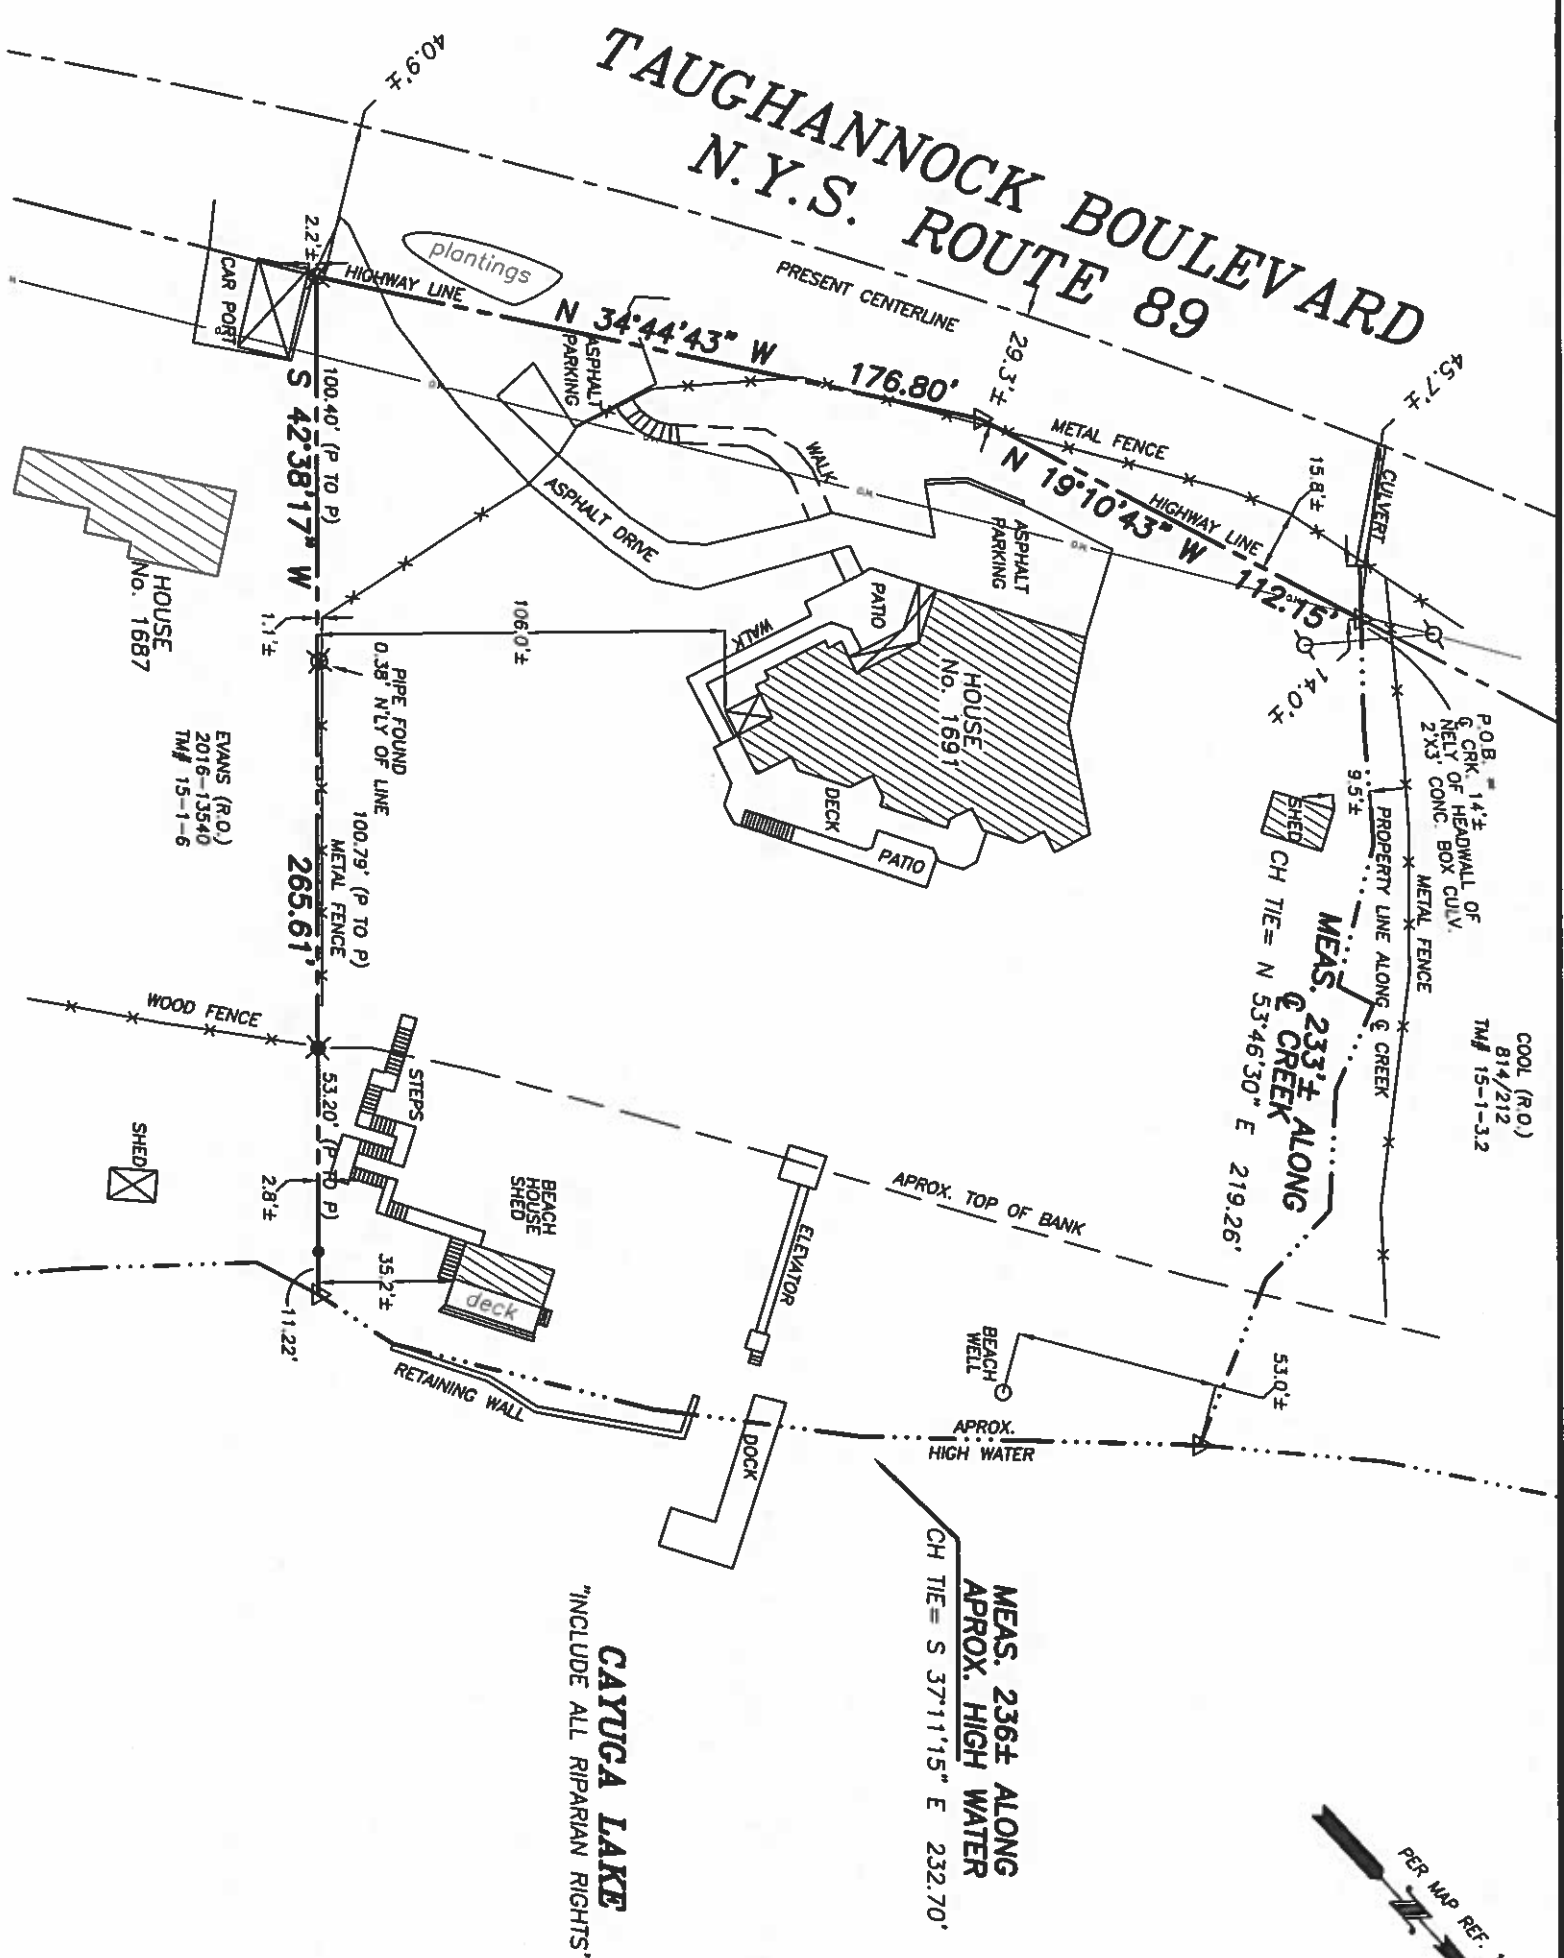 TAUGHANNOCK BOULEVARD
N.Y.S. ROUTE 89
40.9'±
PRESENT CENTERLINE
29.3'±
45.7'±
2.2'±
CAR PORT
HIGHWAY LINE
plantings
N 34°44'43" W 176.80'
ASPHALT
PARKING
METAL FENCE
15.8'±
CULVERT
N 19°10'43" W 112.15'
HIGHWAY LINE
WALK
ASPHALT
PARKING
ASPHALT DRIVE
14.0'±
P.O.B. =
℄ CRK. 14'±
NELY OF HEADWALL OF
2'X3' CONC. BOX CULV.
100.40' (P TO P)
S 42°38'17" W 265.61'
HOUSE
No. 1687
1.1'±
PIPE FOUND
0.38' N'LY OF LINE
106.0'±
PATIO
WALK
HOUSE
No. 1691
DECK
PATIO
SHED
9.5'±
PROPERTY LINE ALONG ℄ CREEK
METAL FENCE
MEAS. 233'± ALONG
℄ CREEK
CH TIE= N 53°46'30" E 219.26'
COOL (R.O.)
814/212
TM# 15-1-3.2
EVANS (R.O.)
2016-13540
TM# 15-1-6
100.79' (P TO P)
METAL FENCE
WOOD FENCE
53.20' (P TO P)
STEPS
SHED
2.8'±
BEACH
HOUSE
SHED
deck
35.2'±
11.22'
ELEVATOR
APROX. TOP OF BANK
BEACH
WELL
53.0'±
RETAINING WALL
DOCK
APROX.
HIGH WATER
MEAS. 236± ALONG
APROX. HIGH WATER
CH TIE= S 37°11'15" E 232.70'
CAYUGA LAKE
"INCLUDE ALL RIPARIAN RIGHTS"
PER MAP REF.